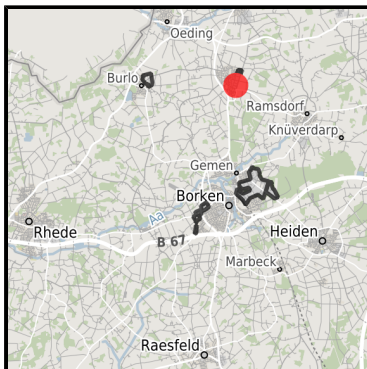 Oeding
Burlo
Ramsdorf
Knüverdarp
Gemen
Borken
Aa
Rhede
B 67
Heiden
Marbeck
Raesfeld